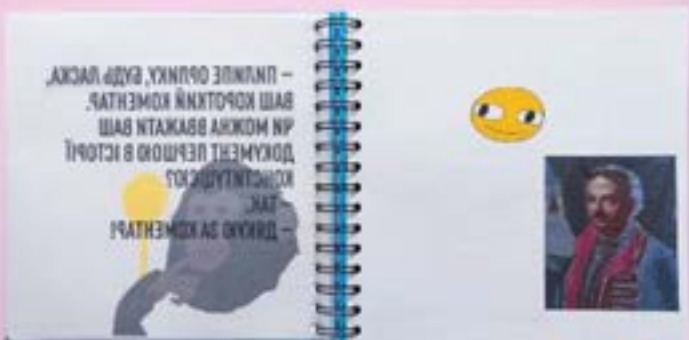 – ПИЛИПЕ ОРЛИКУ, БУДЬ ЛАСКА,
ВАШ КОРОТКИЙ КОМЕНТАР.
ЧИ МОЖНА ВВАЖАТИ ВАШ
ДОКУМЕНТ ПЕРШОЮ В ІСТОРІЇ
КОНСТИТУЦІЄЮ?
– ТАК.
– ДЯКУЮ ЗА КОМЕНТАР!